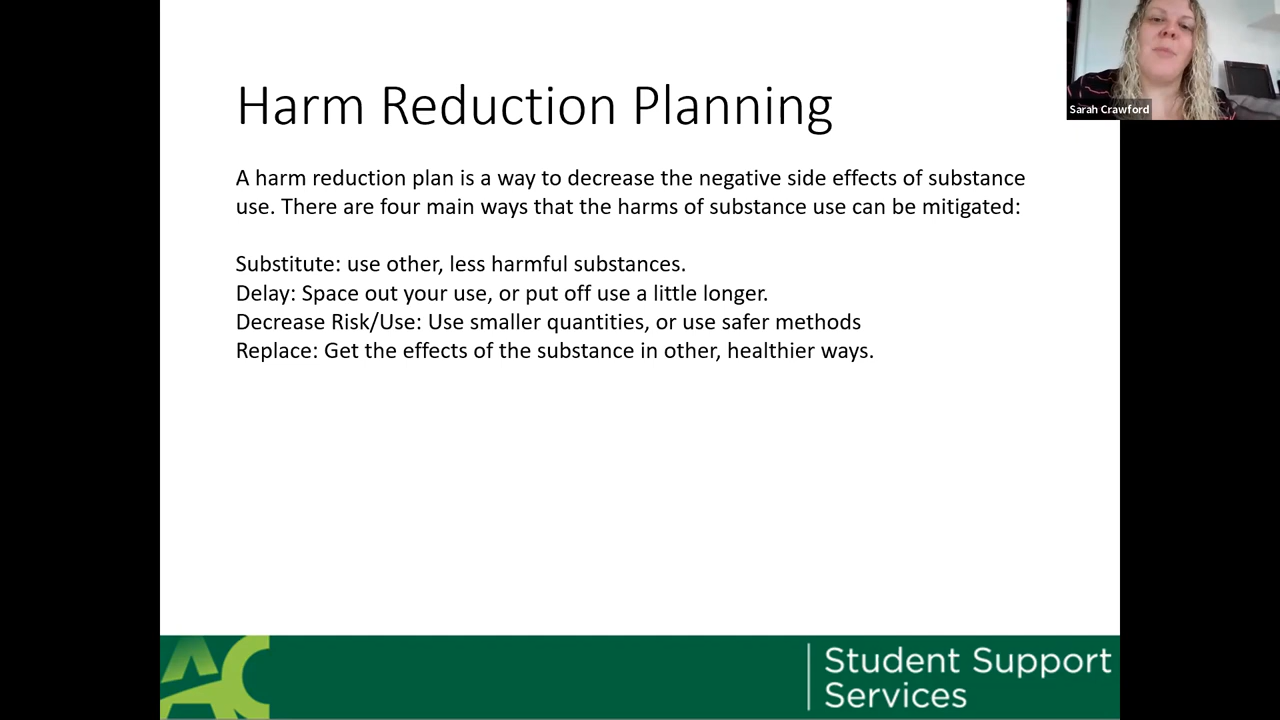 Harm Reduction Planning
A harm reduction plan is a way to decrease the negative side effects of substance
use. There are four main ways that the harms of substance use can be mitigated:
Substitute: use other, less harmful substances.
Delay: Space out your use, or put off use a little longer.
Decrease Risk/Use: Use smaller quantities, or use safer methods
Replace: Get the effects of the substance in other, healthier ways.
Sarah Crawford
AC
Student Support
Services